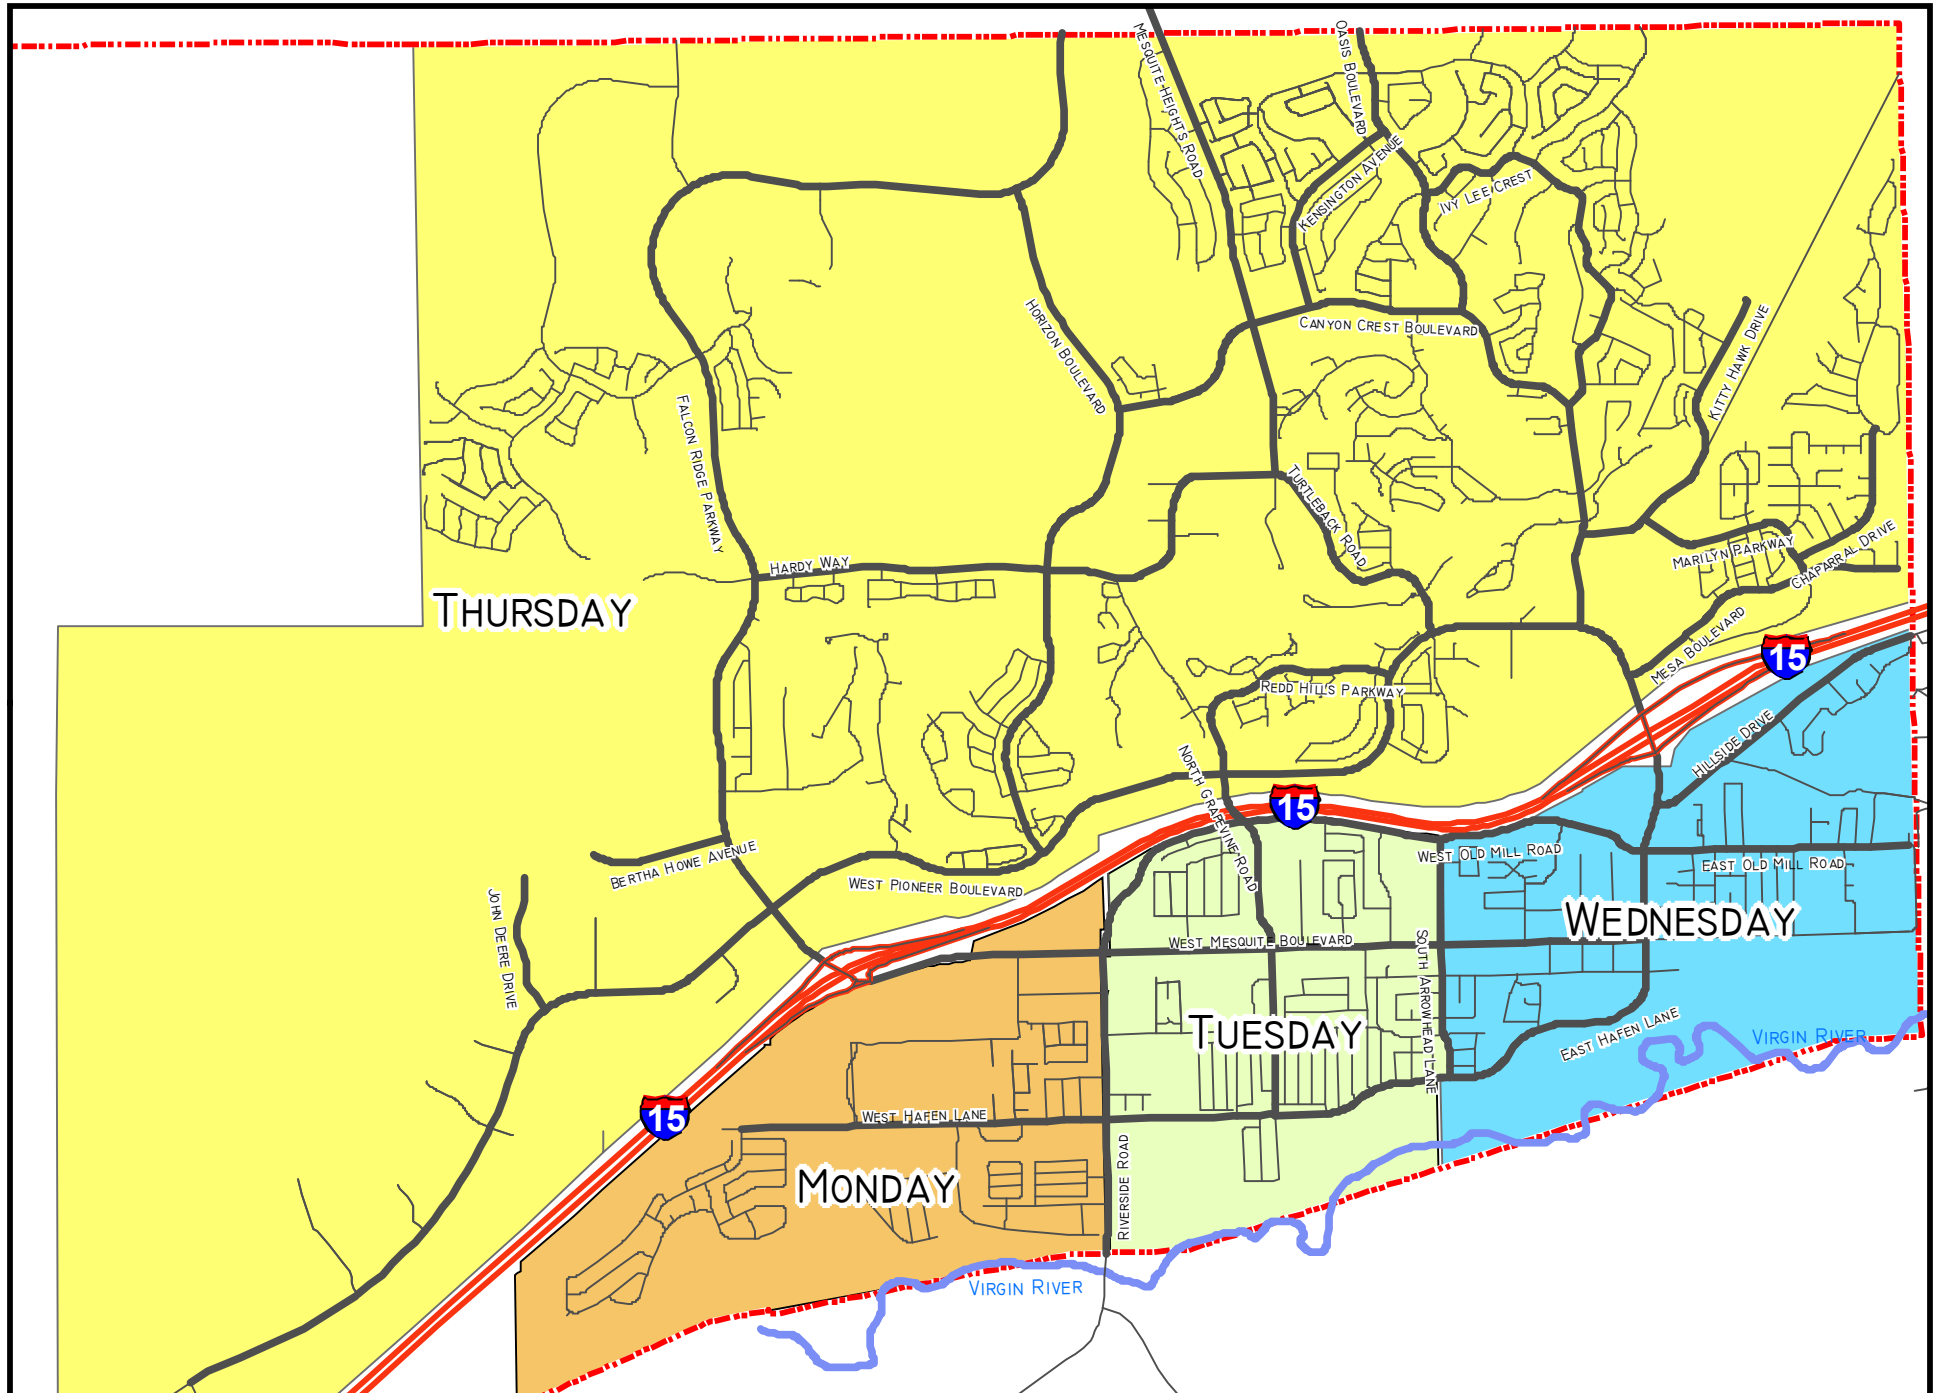 MESQUITE HEIGHTS ROAD
OASIS BOULEVARD
KENSINGTON AVENUE
IVY LEE CREST
HORIZON BOULEVARD
CANYON CREST BOULEVARD
KITTY HAWK DRIVE
FALCON RIDGE PARKWAY
TURTLEBACK ROAD
HARDY WAY
MARILYN PARKWAY
CHAPARRAL DRIVE
THURSDAY
MESA BOULEVARD
15
REDD HILLS PARKWAY
HILLSIDE DRIVE
NORTH GRAPEVINE ROAD
15
BERTHA HOWE AVENUE
WEST OLD MILL ROAD
EAST OLD MILL ROAD
WEST PIONEER BOULEVARD
JOHN DEERE DRIVE
WEDNESDAY
WEST MESQUITE BOULEVARD
SOUTH ARROWHEAD LANE
TUESDAY
EAST HAFEN LANE
VIRGIN RIVER
15
WEST HAFEN LANE
MONDAY
RIVERSIDE ROAD
VIRGIN RIVER